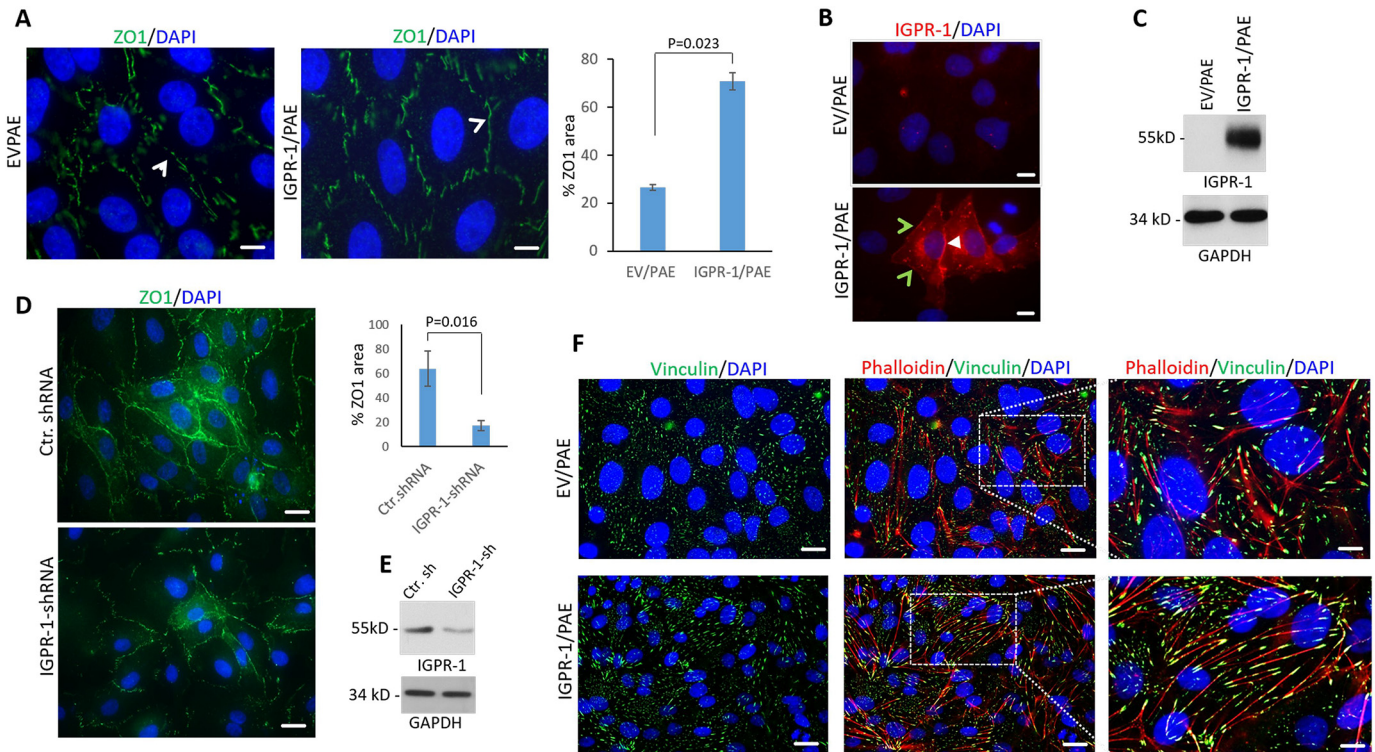 A
ZO1/DAPI
ZO1/DAPI
EVPAE
IGPR-1/PAE
P=0.023
% ZO1 area
80
60
40
20
0
EV/PAE
IGPR-1/PAE
B
IGPR-1/DAPI
EV/PAE
IGPR-1/PAE
C
EV/PAE
IGPR-1/PAE
55kD -
IGPR-1
34 kD -
GAPDH
D
ZO1/DAPI
Ctr. shRNA
IGPR-1-shRNA
P=0.016
% ZO1 area
100
80
60
40
20
0
Ctr.shRNA
IGPR-1-shRNA
E
Ctr. sh
IGPR-1-sh
55kD -
IGPR-1
34 kD -
GAPDH
F
Vinculin/DAPI
Phalloidin/Vinculin/DAPI
Phalloidin/Vinculin/DAPI
EV/PAE
IGPR-1/PAE